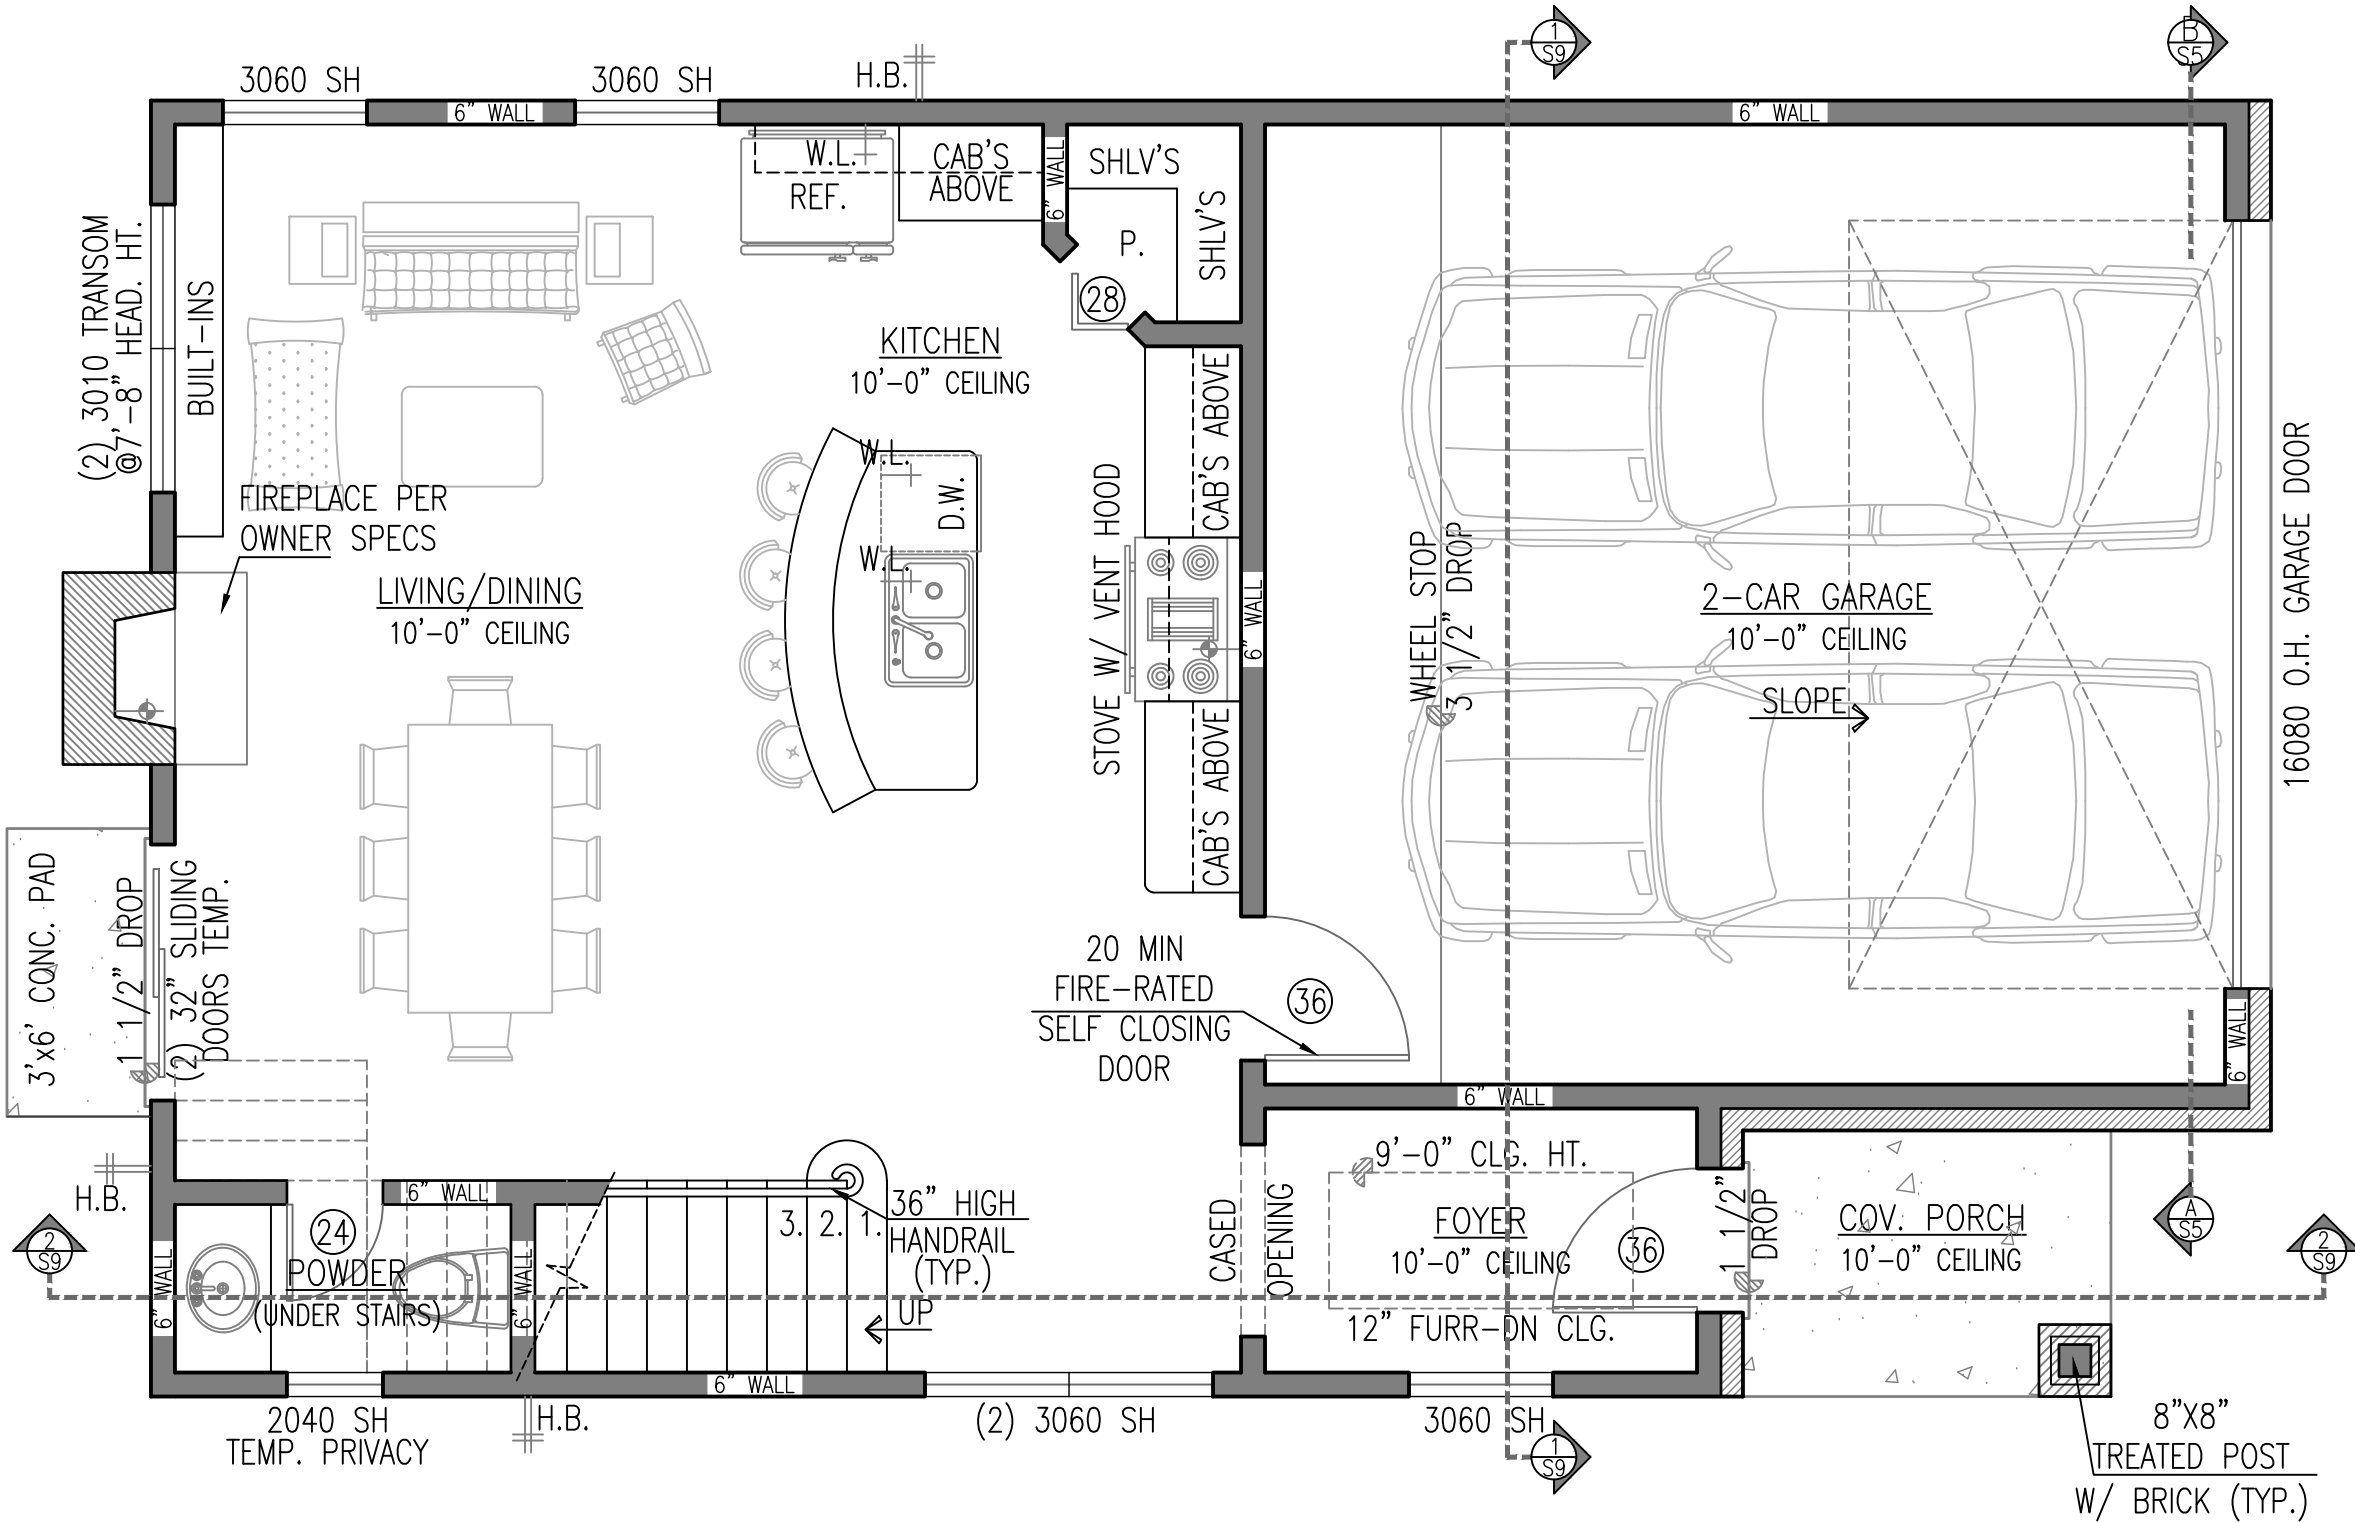 1
S9
B
S5
3060 SH
3060 SH
H.B.
6" WALL
6" WALL
W.L.
REF.
CAB'S
ABOVE
6" WALL
SHLV'S
SHLV'S
P.
28
(2) 3010 TRANSOM
@7'-8" HEAD. HT.
BUILT-INS
KITCHEN
10'-0" CEILING
CAB'S ABOVE
W.L.
D.W.
W.L.
FIREPLACE PER
OWNER SPECS
LIVING/DINING
10'-0" CEILING
STOVE W/ VENT HOOD
6" WALL
WHEEL STOP
3 1/2" DROP
2-CAR GARAGE
10'-0" CEILING
SLOPE
16080 O.H. GARAGE DOOR
CAB'S ABOVE
3'x6' CONC. PAD
1 1/2" DROP
(2) 32" SLIDING
DOORS TEMP.
20 MIN
FIRE-RATED
SELF CLOSING
DOOR
36
6" WALL
6" WALL
H.B.
6" WALL
9'-0" CLG. HT.
36" HIGH
HANDRAIL
(TYP.)
3. 2. 1.
UP
CASED
OPENING
FOYER
10'-0" CEILING
12" FURR-ON CLG.
36
1 1/2"
DROP
COV. PORCH
10'-0" CEILING
A
S5
2
S9
2
S9
6" WALL
24
POWDER
(UNDER STAIRS)
6" WALL
6" WALL
2040 SH
TEMP. PRIVACY
H.B.
(2) 3060 SH
3060 SH
1
S9
8"X8"
TREATED POST
W/ BRICK (TYP.)